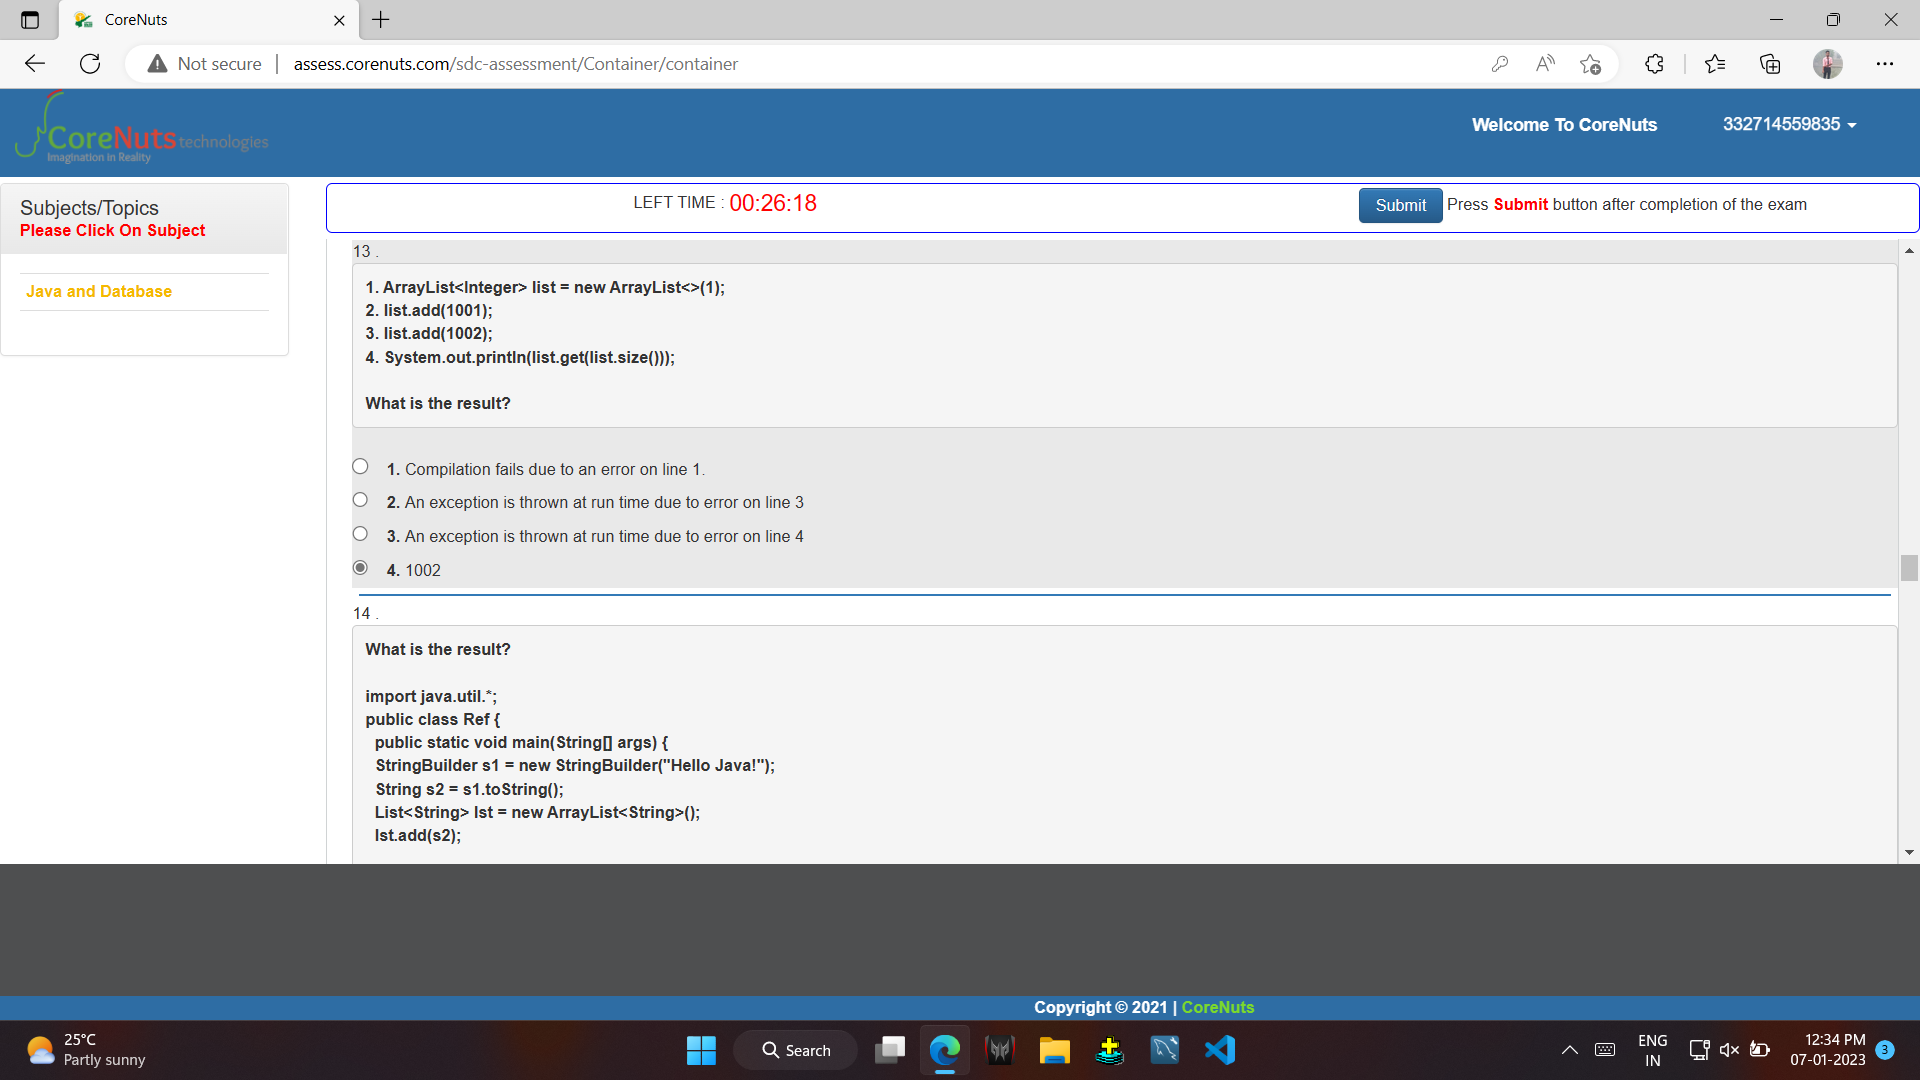 CoreNuts
Not secure
assess.corenuts.com/sdc-assessment/Container/container
CoreNuts technologies
Imagination in Reality
Welcome To CoreNuts
332714559835
Subjects/Topics
Please Click On Subject
Java and Database
LEFT TIME : 00:26:18
Submit Press Submit button after completion of the exam
13 .
1. ArrayList<Integer> list = new ArrayList<>(1);
2. list.add(1001);
3. list.add(1002);
4. System.out.println(list.get(list.size()));
What is the result?
1. Compilation fails due to an error on line 1.
2. An exception is thrown at run time due to error on line 3
3. An exception is thrown at run time due to error on line 4
4. 1002
14 .
What is the result?
import java.util.*;
public class Ref {
public static void main(String[] args) {
StringBuilder s1 = new StringBuilder("Hello Java!");
String s2 = s1.toString();
List<String> lst = new ArrayList<String>();
lst.add(s2);
Copyright © 2021 | CoreNuts
25°C
Partly sunny
Search
ENG
IN
12:34 PM
07-01-2023
3